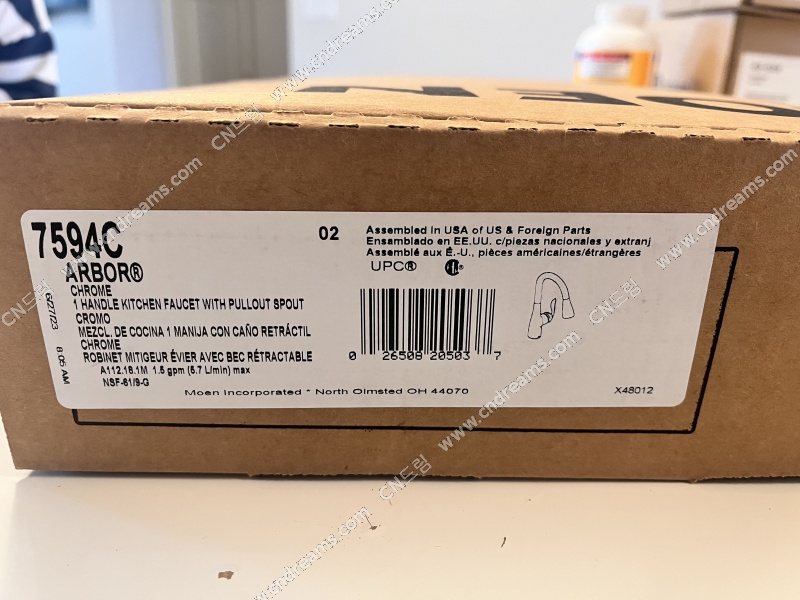 OEN
7594C
ARBOR®
02
Assembled in USA of US & Foreign Parts
Ensamblado en EE.UU. c/piezas nacionales y extranj
Assemblé aux É.-U., pièces américaines/étrangères
UPC®
CHROME
1 HANDLE KITCHEN FAUCET WITH PULLOUT SPOUT
CROMO
MEZCL. DE COCINA 1 MANIJA CON CAÑO RETRÁCTIL
CHROME
ROBINET MITIGEUR ÉVIER AVEC BEC RÉTRACTABLE
A112.18.1M 1.5 gpm (5.7 L/min) max
NSF-61/9-G
0 26508 20503 7
Moen Incorporated * North Olmsted OH 44070
X48012
6/27/23 8:05 AM
CN드림 www.cndreams.com